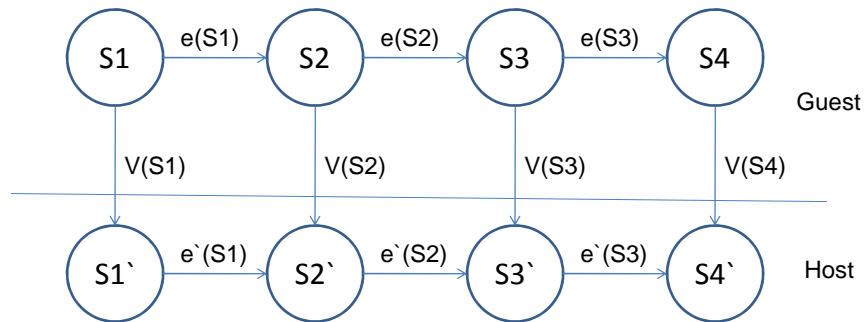 e(S1) e(S2) e(S3)
S1 S2 S3 S4
Guest
V(S1) V(S2) V(S3) V(S4)
e`(S1) e`(S2) e`(S3)
S1` S2` S3` S4`
Host